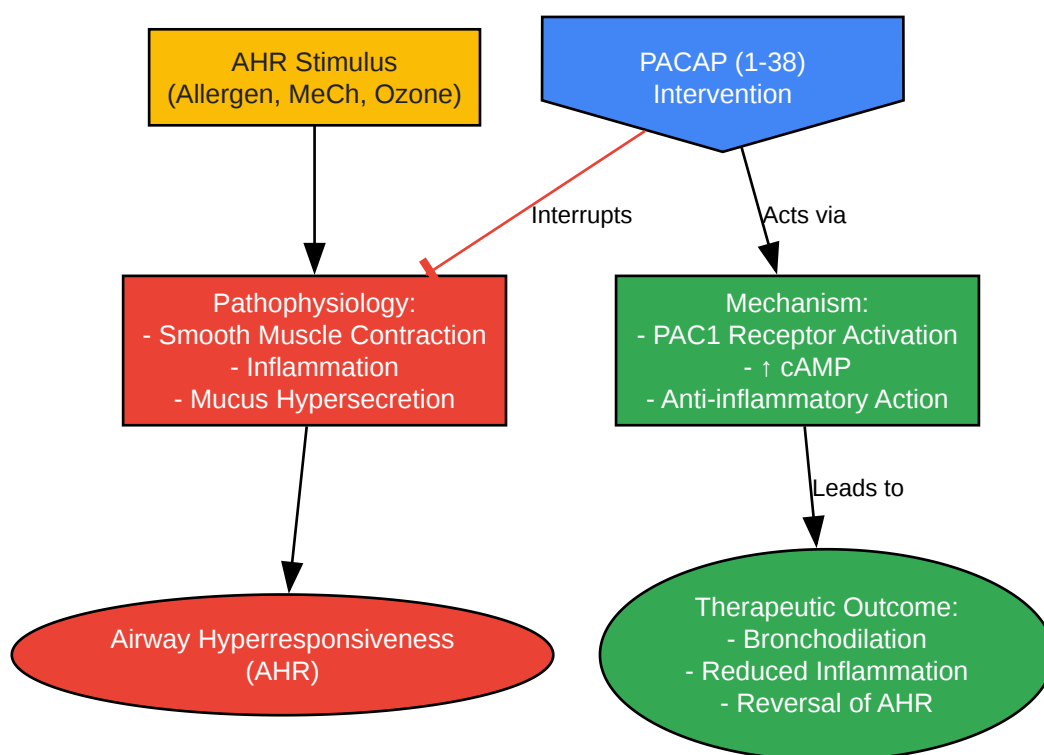 AHR Stimulus
(Allergen, MeCh, Ozone)
PACAP (1-38)
Intervention
Interrupts
Acts via
Pathophysiology:
- Smooth Muscle Contraction
- Inflammation
- Mucus Hypersecretion
Mechanism:
- PAC1 Receptor Activation
- ↑ cAMP
- Anti-inflammatory Action
Leads to
Airway Hyperresponsiveness
(AHR)
Therapeutic Outcome:
- Bronchodilation
- Reduced Inflammation
- Reversal of AHR